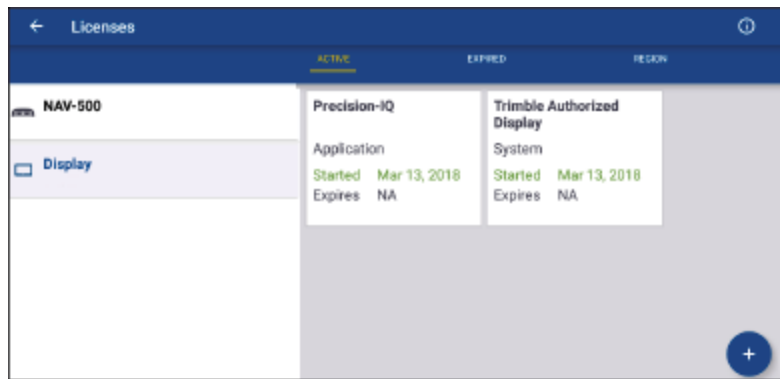 Licenses
ACTIVE EXPIRED REGION
NAV-500
Display
Precision-IQ
Application
Started Mar 13, 2018
Expires NA
Trimble Authorized
Display
System
Started Mar 13, 2018
Expires NA